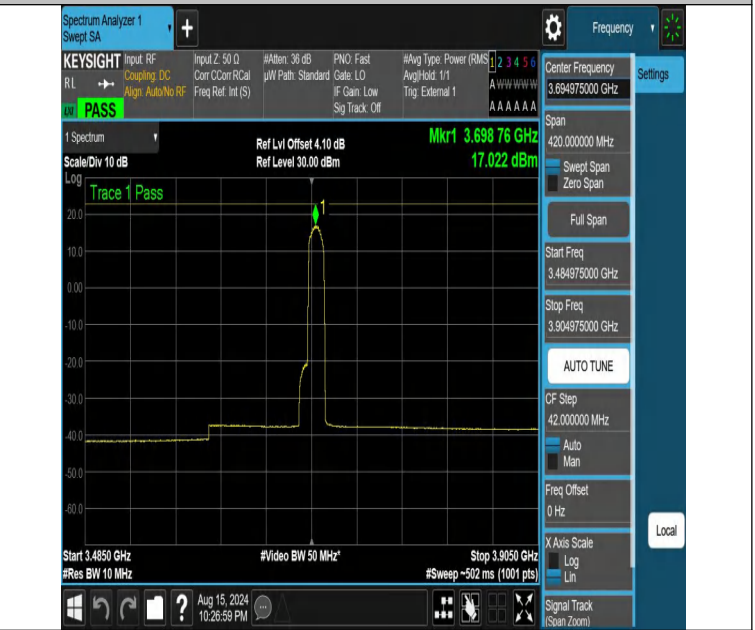 Spectrum Analyzer 1
Swept SA
+
Frequency
KEYSIGHT
RL
PASS
Input: RF
Coupling: DC
Align: Auto/No RF
Input Z: 50 Ω
Corr CCorr RCal
Freq Ref: Int (S)
#Atten: 36 dB
µW Path: Standard
PNO: Fast
Gate: LO
IF Gain: Low
Sig Track: Off
#Avg Type: Power (RMS
Avg|Hold: 1/1
Trig: External 1
1 2 3 4 5 6
A W W W W W
A A A A A A
1 Spectrum
Scale/Div 10 dB
Ref Lvl Offset 4.10 dB
Ref Level 30.00 dBm
Mkr1 3.698 76 GHz
17.022 dBm
Log
Trace 1 Pass
1
20.0
10.0
0.00
-10.0
-20.0
-30.0
-40.0
-50.0
-60.0
Start 3.4850 GHz
#Res BW 10 MHz
#Video BW 50 MHz*
Stop 3.9050 GHz
#Sweep ~502 ms (1001 pts)
Center Frequency
3.694975000 GHz
Settings
Span
420.000000 MHz
Swept Span
Zero Span
Full Span
Start Freq
3.484975000 GHz
Stop Freq
3.904975000 GHz
AUTO TUNE
CF Step
42.000000 MHz
Auto
Man
Freq Offset
0 Hz
X Axis Scale
Log
Lin
Local
Signal Track
(Span Zoom)
?
Aug 15, 2024
10:26:59 PM